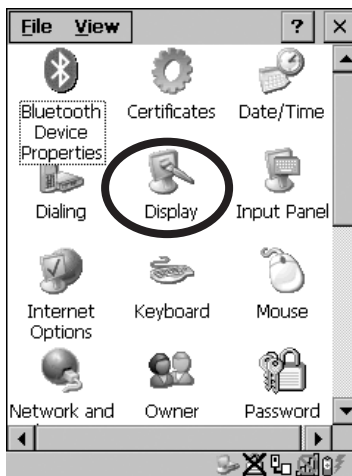 File View ? ×
Bluetooth
Device
Properties
Certificates
Date/Time
Dialing
Display
Input Panel
Internet
Options
Keyboard
Mouse
Network and
Owner
Password